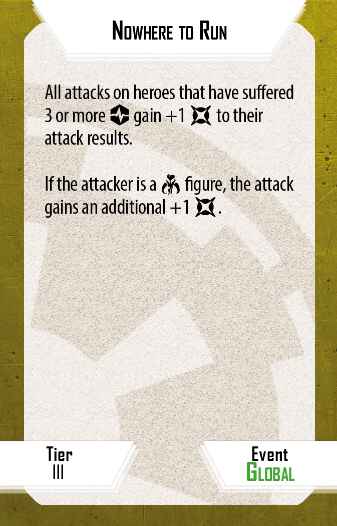 Nowhere to Run
All attacks on heroes that have suffered
3 or more gain +1 to their
attack results.
If the attacker is a figure, the attack
gains an additional +1 .
Tier
III
Event
Global